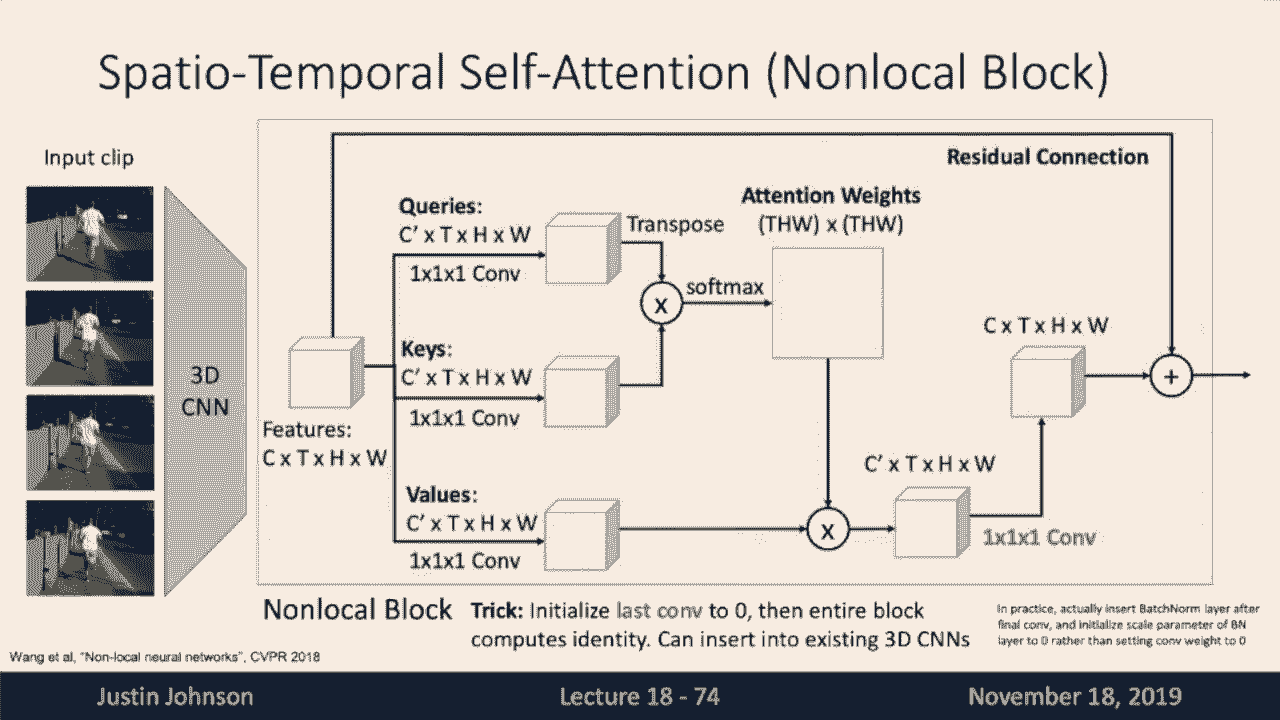 Spatio-Temporal Self-Attention (Nonlocal Block)
Input clip
3D
CNN
Residual Connection
Queries:
C' x T x H x W
1x1x1 Conv
Transpose
Attention Weights
(THW) x (THW)
x
softmax
Keys:
C' x T x H x W
1x1x1 Conv
Features:
C x T x H x W
C x T x H x W
+
Values:
C' x T x H x W
1x1x1 Conv
x
C' x T x H x W
1x1x1 Conv
Nonlocal Block
Trick: Initialize last conv to 0, then entire block
computes identity. Can insert into existing 3D CNNs
In practice, actually insert BatchNorm layer after
final conv, and initialize scale parameter of BN
layer to 0 rather than setting conv weight to 0
Wang et al, "Non-local neural networks", CVPR 2018
Justin Johnson
Lecture 18 - 74
November 18, 2019